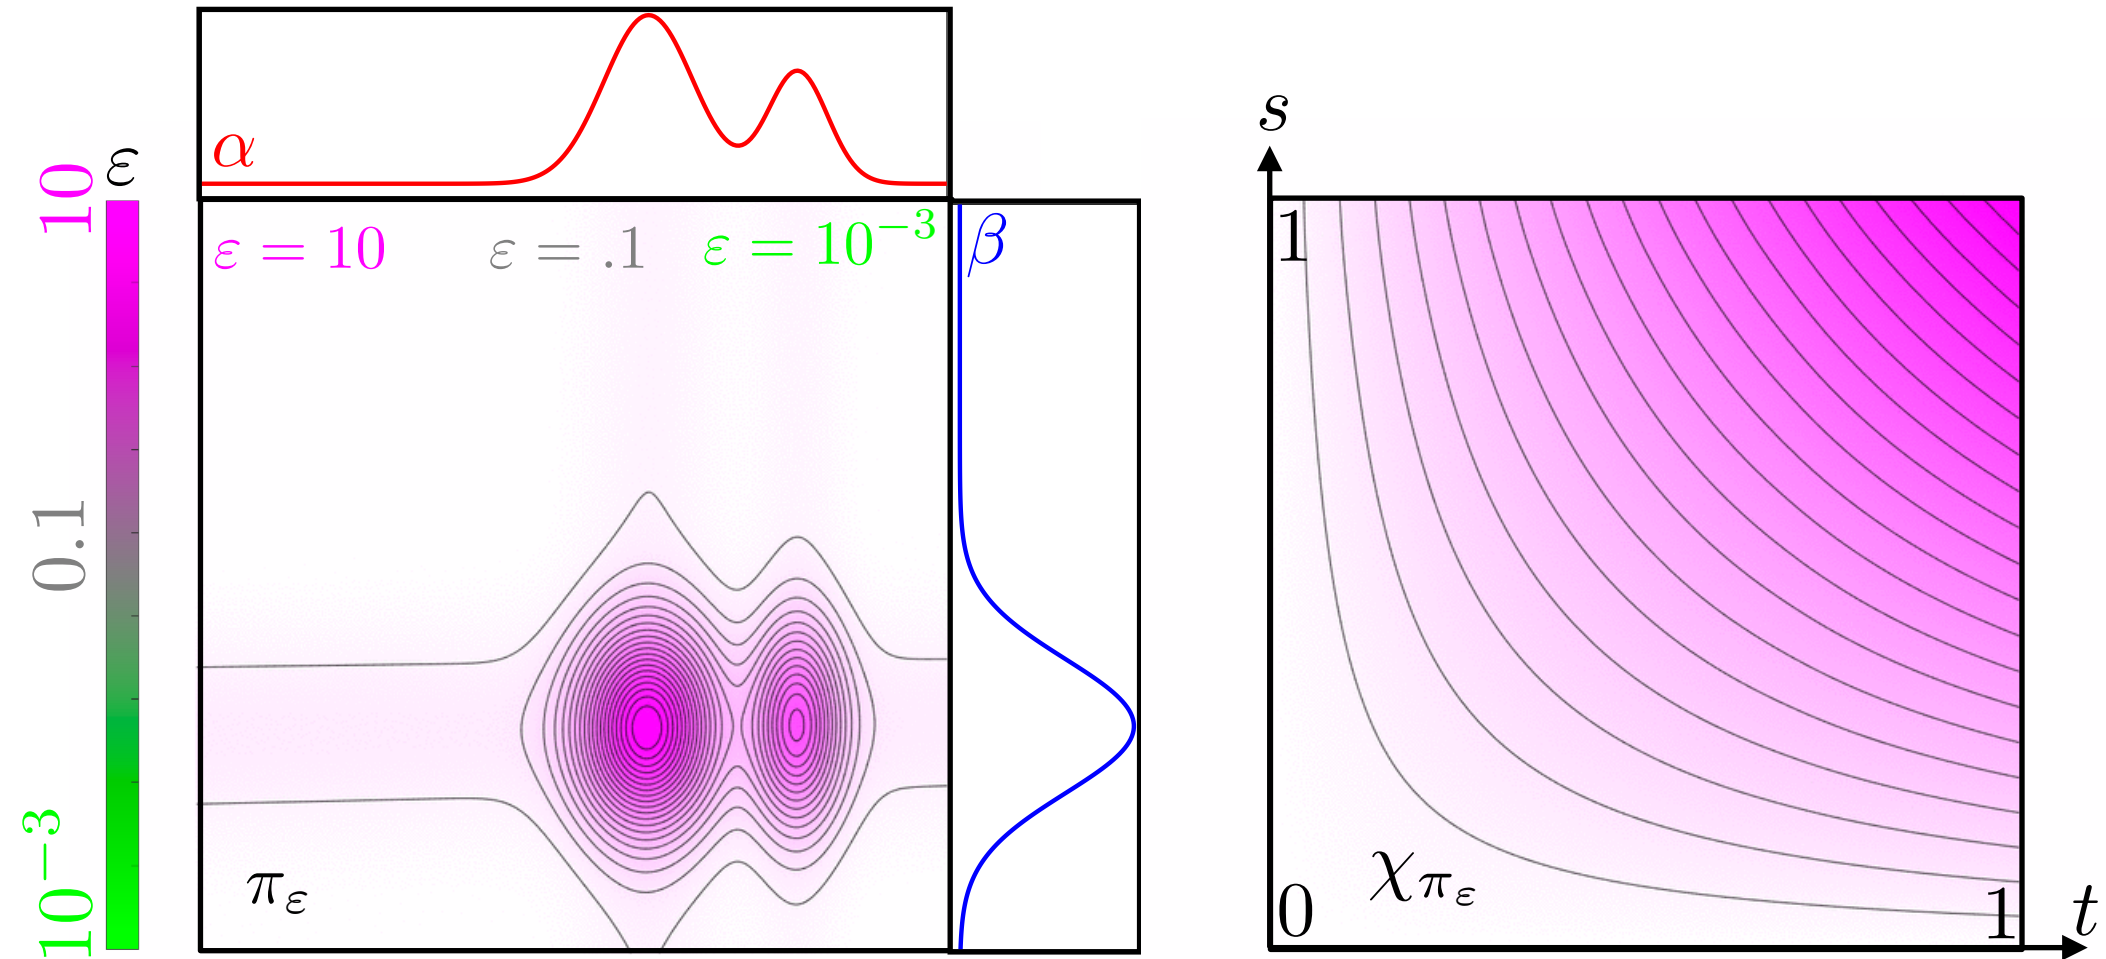 α
ε
10
0.1
10⁻³
ε = 10
ε = .1
ε = 10⁻³
β
π_ε
s
1
0
χ_{π_ε}
1
t